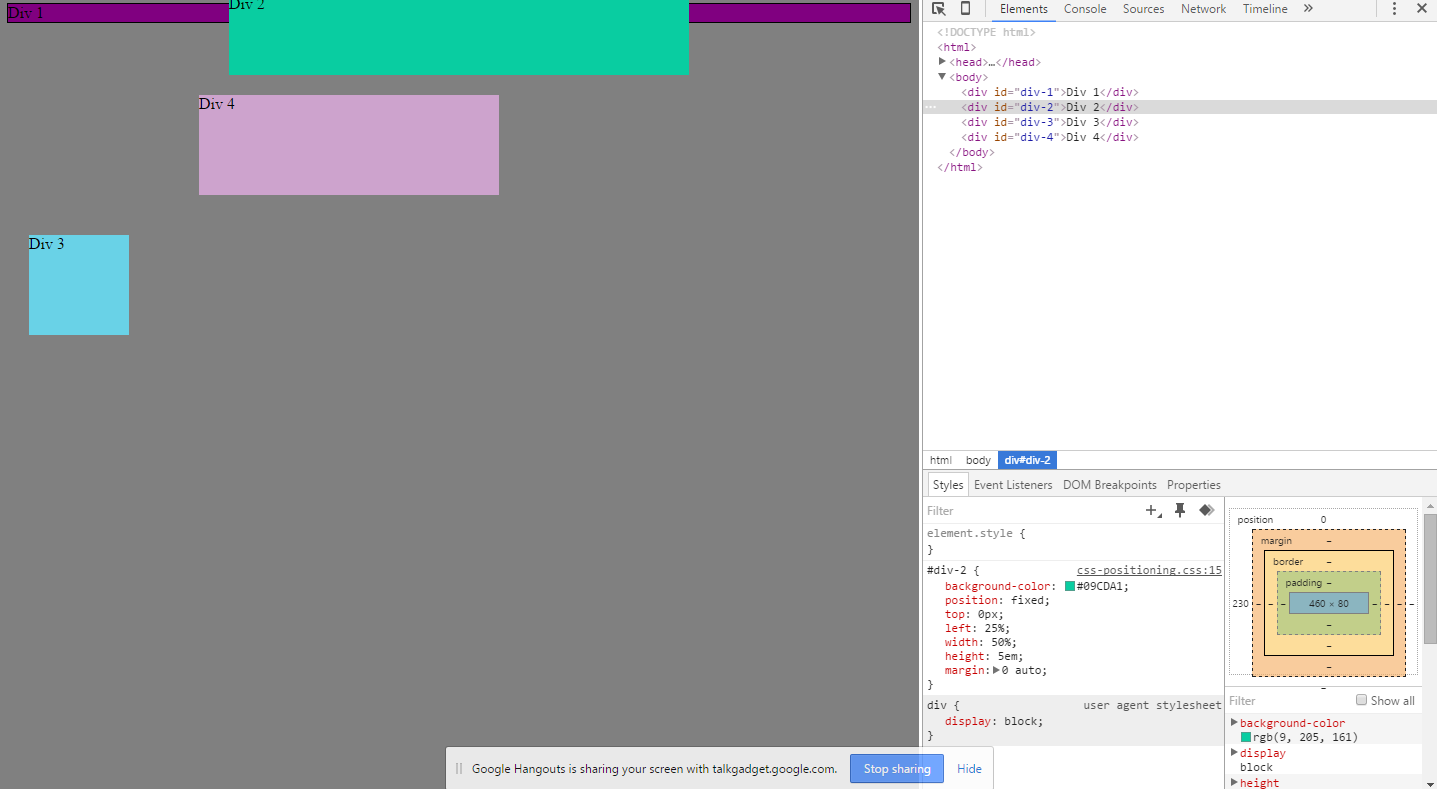 Div 1
Div 2
Div 4
Div 3
Elements Console Sources Network Timeline »
<!DOCTYPE html>
<html>
<head>…</head>
<body>
<div id="div-1">Div 1</div>
<div id="div-2">Div 2</div>
<div id="div-3">Div 3</div>
<div id="div-4">Div 4</div>
</body>
</html>
html body div#div-2
Styles Event Listeners DOM Breakpoints Properties
Filter
element.style {
}
#div-2 { css-positioning.css:15
background-color: #09CDA1;
position: fixed;
top: 0px;
left: 25%;
width: 50%;
height: 5em;
margin: 0 auto;
}
div { user agent stylesheet
display: block;
}
position 0
margin –
border –
padding –
230 – – – 460 × 80 – – – –
–
–
–
–
Filter Show all
background-color
rgb(9, 205, 161)
display
block
height
Google Hangouts is sharing your screen with talkgadget.google.com. Stop sharing Hide